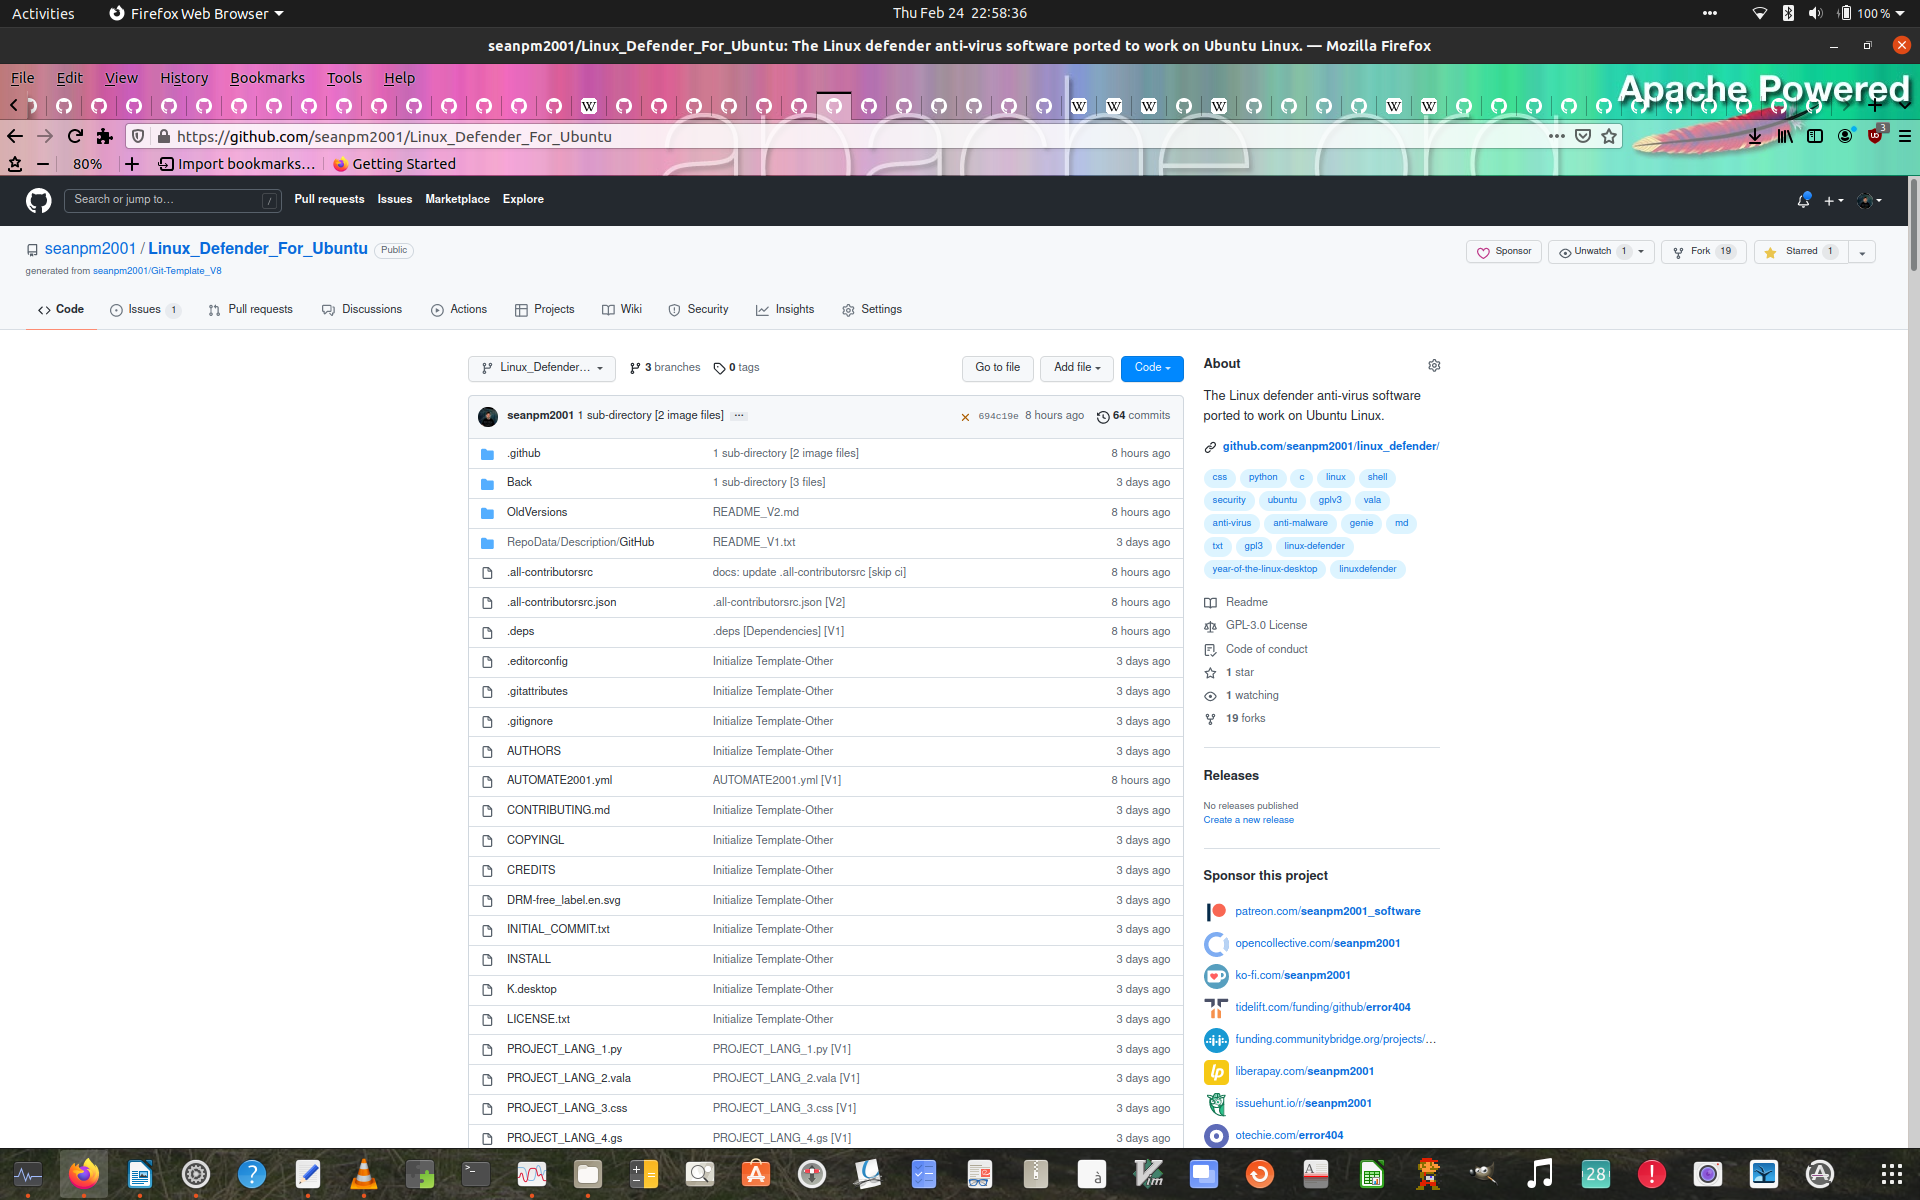 Activities Firefox Web Browser Thu Feb 24 22:58:36 100 %
seanpm2001/Linux_Defender_For_Ubuntu: The Linux defender anti-virus software ported to work on Ubuntu Linux. — Mozilla Firefox
File Edit View History Bookmarks Tools Help
Apache Powered
https://github.com/seanpm2001/Linux_Defender_For_Ubuntu
3
80% Import bookmarks… Getting Started
apache org
Search or jump to… / Pull requests Issues Marketplace Explore
seanpm2001 / Linux_Defender_For_Ubuntu Public
Sponsor Unwatch 1 Fork 19 Starred 1
generated from seanpm2001/Git-Template_V8
Code Issues 1 Pull requests Discussions Actions Projects Wiki Security Insights Settings
Linux_Defender... 3 branches 0 tags Go to file Add file Code
seanpm2001 1 sub-directory [2 image files] ... 694c19e 8 hours ago 64 commits
.github 1 sub-directory [2 image files] 8 hours ago
Back 1 sub-directory [3 files] 3 days ago
OldVersions README_V2.md 8 hours ago
RepoData/Description/GitHub README_V1.txt 3 days ago
.all-contributorsrc docs: update .all-contributorsrc [skip ci] 8 hours ago
.all-contributorsrc.json .all-contributorsrc.json [V2] 8 hours ago
.deps .deps [Dependencies] [V1] 8 hours ago
.editorconfig Initialize Template-Other 3 days ago
.gitattributes Initialize Template-Other 3 days ago
.gitignore Initialize Template-Other 3 days ago
AUTHORS Initialize Template-Other 3 days ago
AUTOMATE2001.yml AUTOMATE2001.yml [V1] 8 hours ago
CONTRIBUTING.md Initialize Template-Other 3 days ago
COPYINGL Initialize Template-Other 3 days ago
CREDITS Initialize Template-Other 3 days ago
DRM-free_label.en.svg Initialize Template-Other 3 days ago
INITIAL_COMMIT.txt Initialize Template-Other 3 days ago
INSTALL Initialize Template-Other 3 days ago
K.desktop Initialize Template-Other 3 days ago
LICENSE.txt Initialize Template-Other 3 days ago
PROJECT_LANG_1.py PROJECT_LANG_1.py [V1] 3 days ago
PROJECT_LANG_2.vala PROJECT_LANG_2.vala [V1] 3 days ago
PROJECT_LANG_3.css PROJECT_LANG_3.css [V1] 3 days ago
PROJECT_LANG_4.gs PROJECT_LANG_4.gs [V1] 3 days ago
About
The Linux defender anti-virus software
ported to work on Ubuntu Linux.
github.com/seanpm2001/linux_defender/
css python c linux shell
security ubuntu gplv3 vala
anti-virus anti-malware genie md
txt gpl3 linux-defender
year-of-the-linux-desktop linuxdefender
Readme
GPL-3.0 License
Code of conduct
1 star
1 watching
19 forks
Releases
No releases published
Create a new release
Sponsor this project
patreon.com/seanpm2001_software
opencollective.com/seanpm2001
ko-fi.com/seanpm2001
tidelift.com/funding/github/error404
funding.communitybridge.org/projects/…
liberapay.com/seanpm2001
issuehunt.io/r/seanpm2001
otechie.com/error404
28